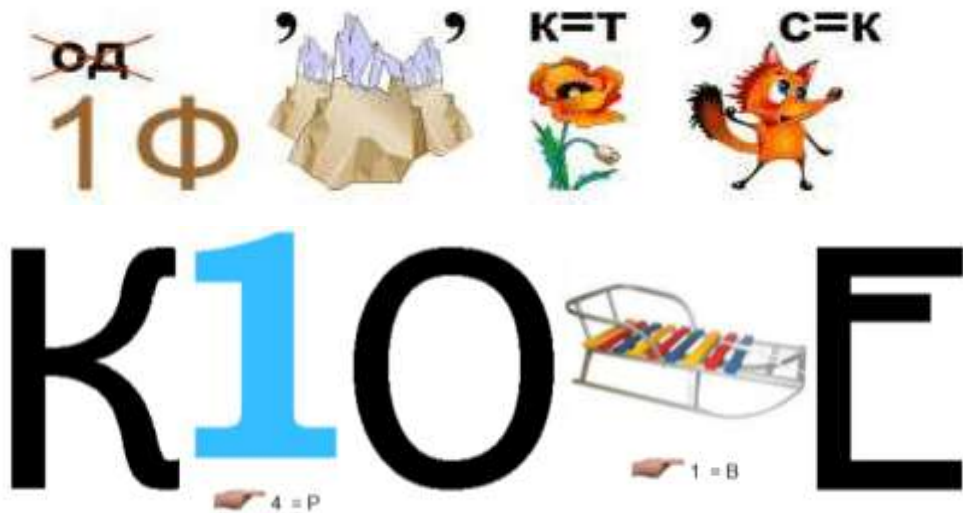 од , , к=т , с=к
1Ф
К1О Е
4 = Р 1 = В